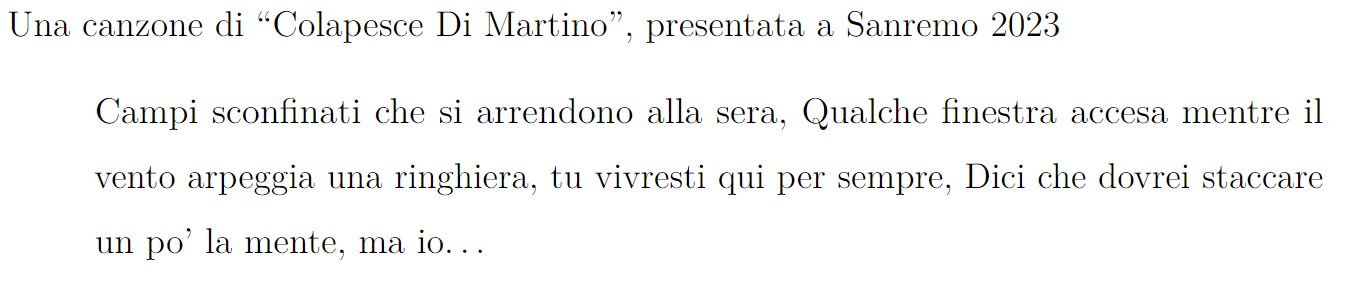 Una canzone di “Colapesce Di Martino”, presentata a Sanremo 2023
Campi sconfinati che si arrendono alla sera, Qualche finestra accesa mentre il
vento arpeggia una ringhiera, tu vivresti qui per sempre, Dici che dovrei staccare
un po’ la mente, ma io…